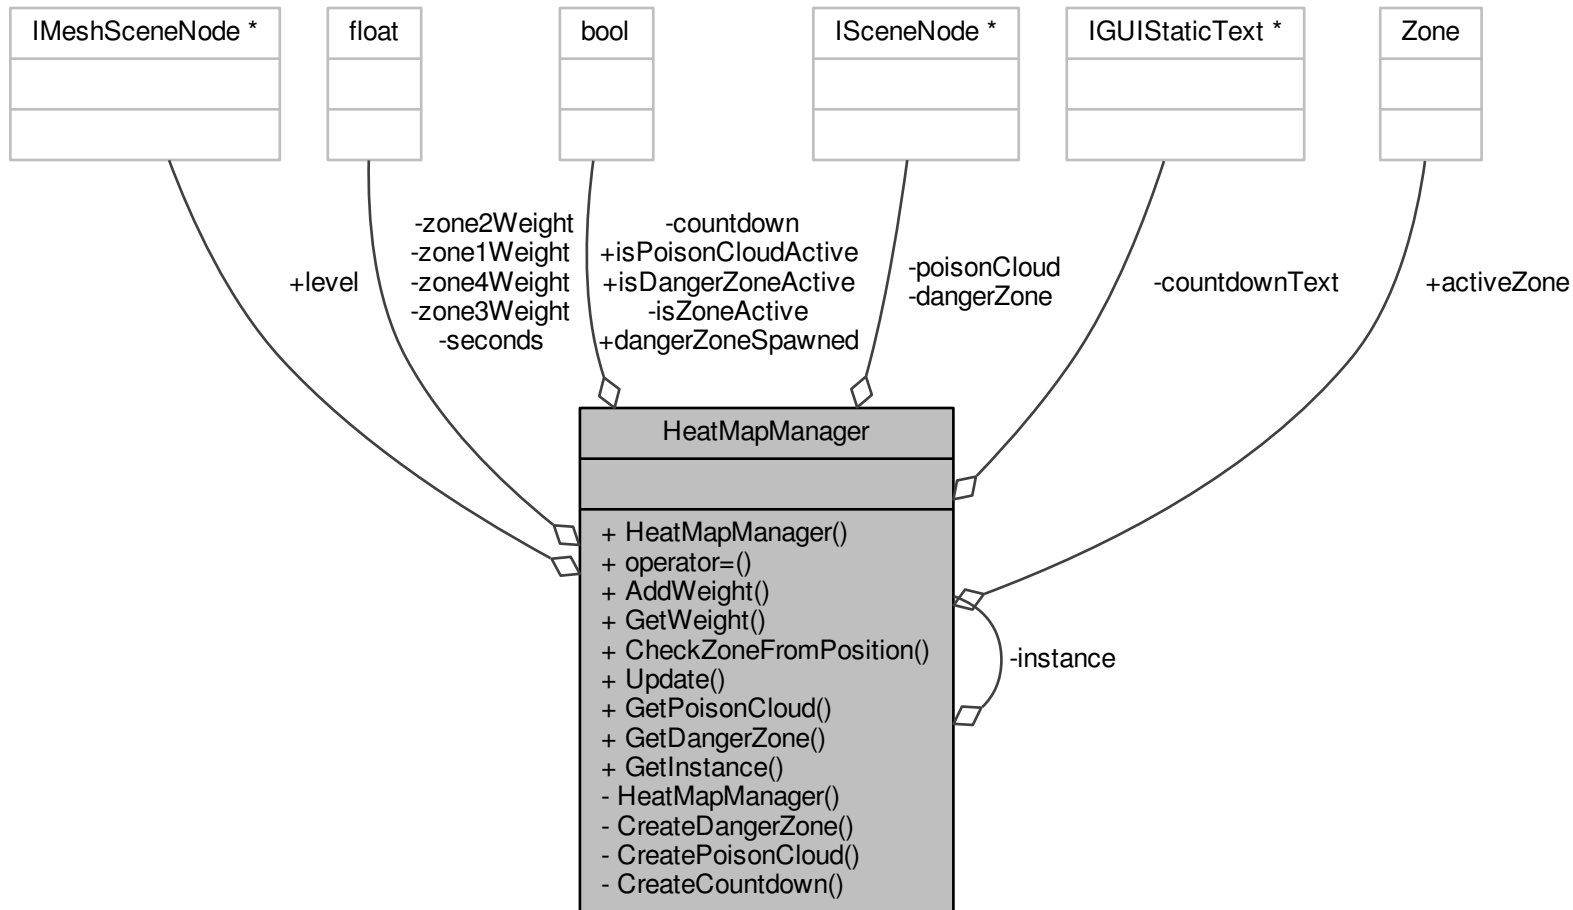 IMeshSceneNode *
float
bool
ISceneNode *
IGUIStaticText *
Zone
+level
-zone2Weight
-zone1Weight
-zone4Weight
-zone3Weight
-seconds
-countdown
+isPoisonCloudActive
+isDangerZoneActive
-isZoneActive
+dangerZoneSpawned
-poisonCloud
-dangerZone
-countdownText
+activeZone
HeatMapManager
+ HeatMapManager()
+ operator=()
+ AddWeight()
+ GetWeight()
+ CheckZoneFromPosition()
+ Update()
+ GetPoisonCloud()
+ GetDangerZone()
+ GetInstance()
- HeatMapManager()
- CreateDangerZone()
- CreatePoisonCloud()
- CreateCountdown()
-instance